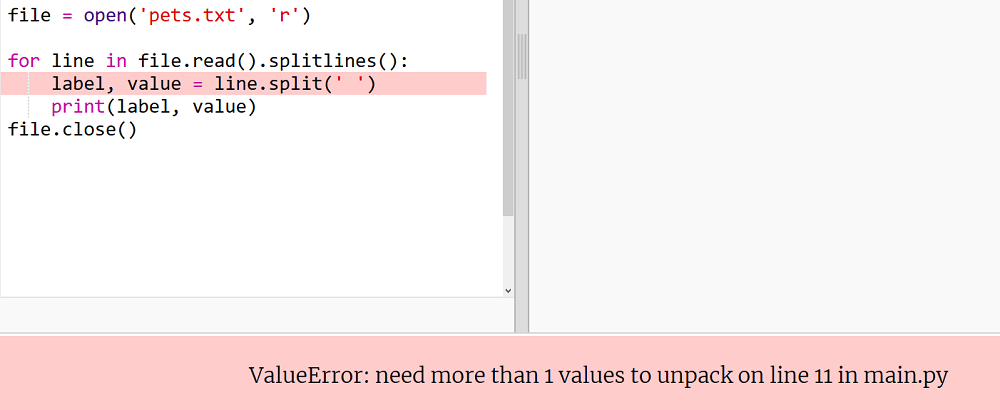 file = open('pets.txt', 'r')
for line in file.read().splitlines():
    label, value = line.split(' ')
    print(label, value)
file.close()
ValueError: need more than 1 values to unpack on line 11 in main.py